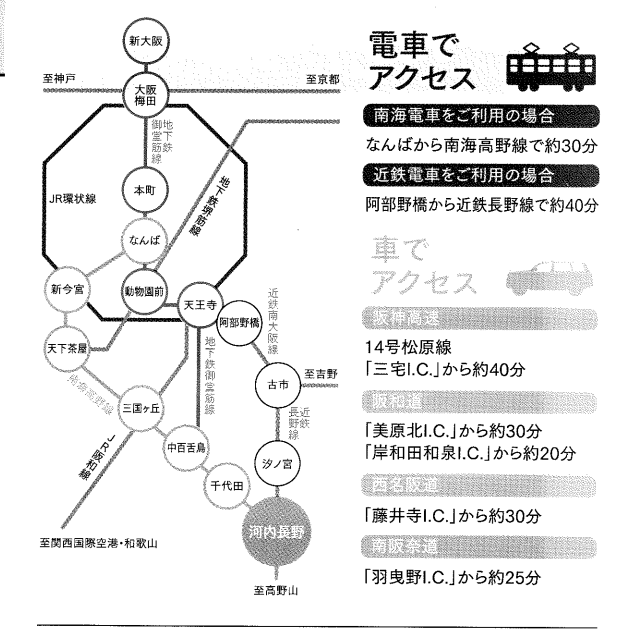 新大阪
至神戸
至京都
大阪
梅田
地下鉄
御堂筋線
本町
地下鉄堺筋線
JR環状線
なんば
新今宮
動物園前
天王寺
阿部野橋
近鉄南大阪線
天下茶屋
地下鉄御堂筋線
古市
至吉野
南海高野線
三国ヶ丘
近鉄
長野線
JR阪和線
中百舌鳥
汐ノ宮
千代田
河内長野
至関西国際空港・和歌山
至高野山
電車で
アクセス
南海電車をご利用の場合
なんばから南海高野線で約30分
近鉄電車をご利用の場合
阿部野橋から近鉄長野線で約40分
車で
アクセス
阪神高速
14号松原線
「三宅I.C.」から約40分
阪和道
「美原北I.C.」から約30分
「岸和田和泉I.C.」から約20分
西名阪道
「藤井寺I.C.」から約30分
南阪奈道
「羽曳野I.C.」から約25分